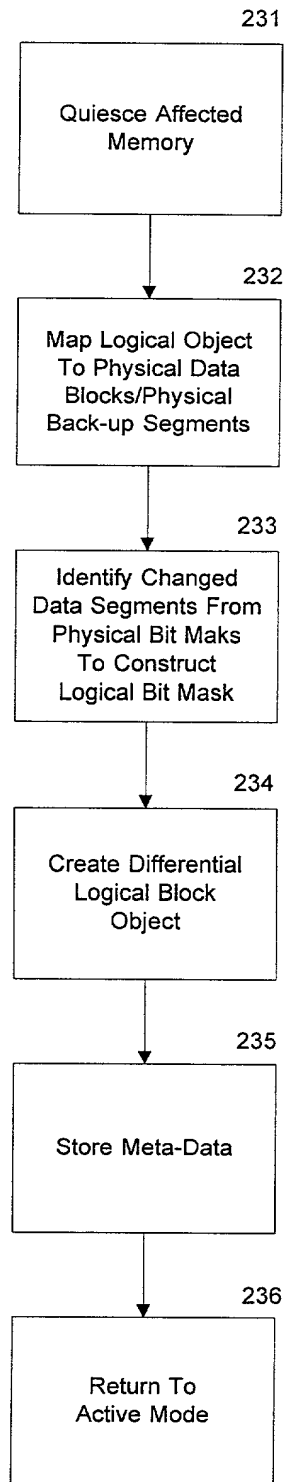 231
Quiesce Affected
Memory
232
Map Logical Object
To Physical Data
Blocks/Physical
Back-up Segments
233
Identify Changed
Data Segments From
Physical Bit Maks
To Construct
Logical Bit Mask
234
Create Differential
Logical Block
Object
235
Store Meta-Data
236
Return To
Active Mode